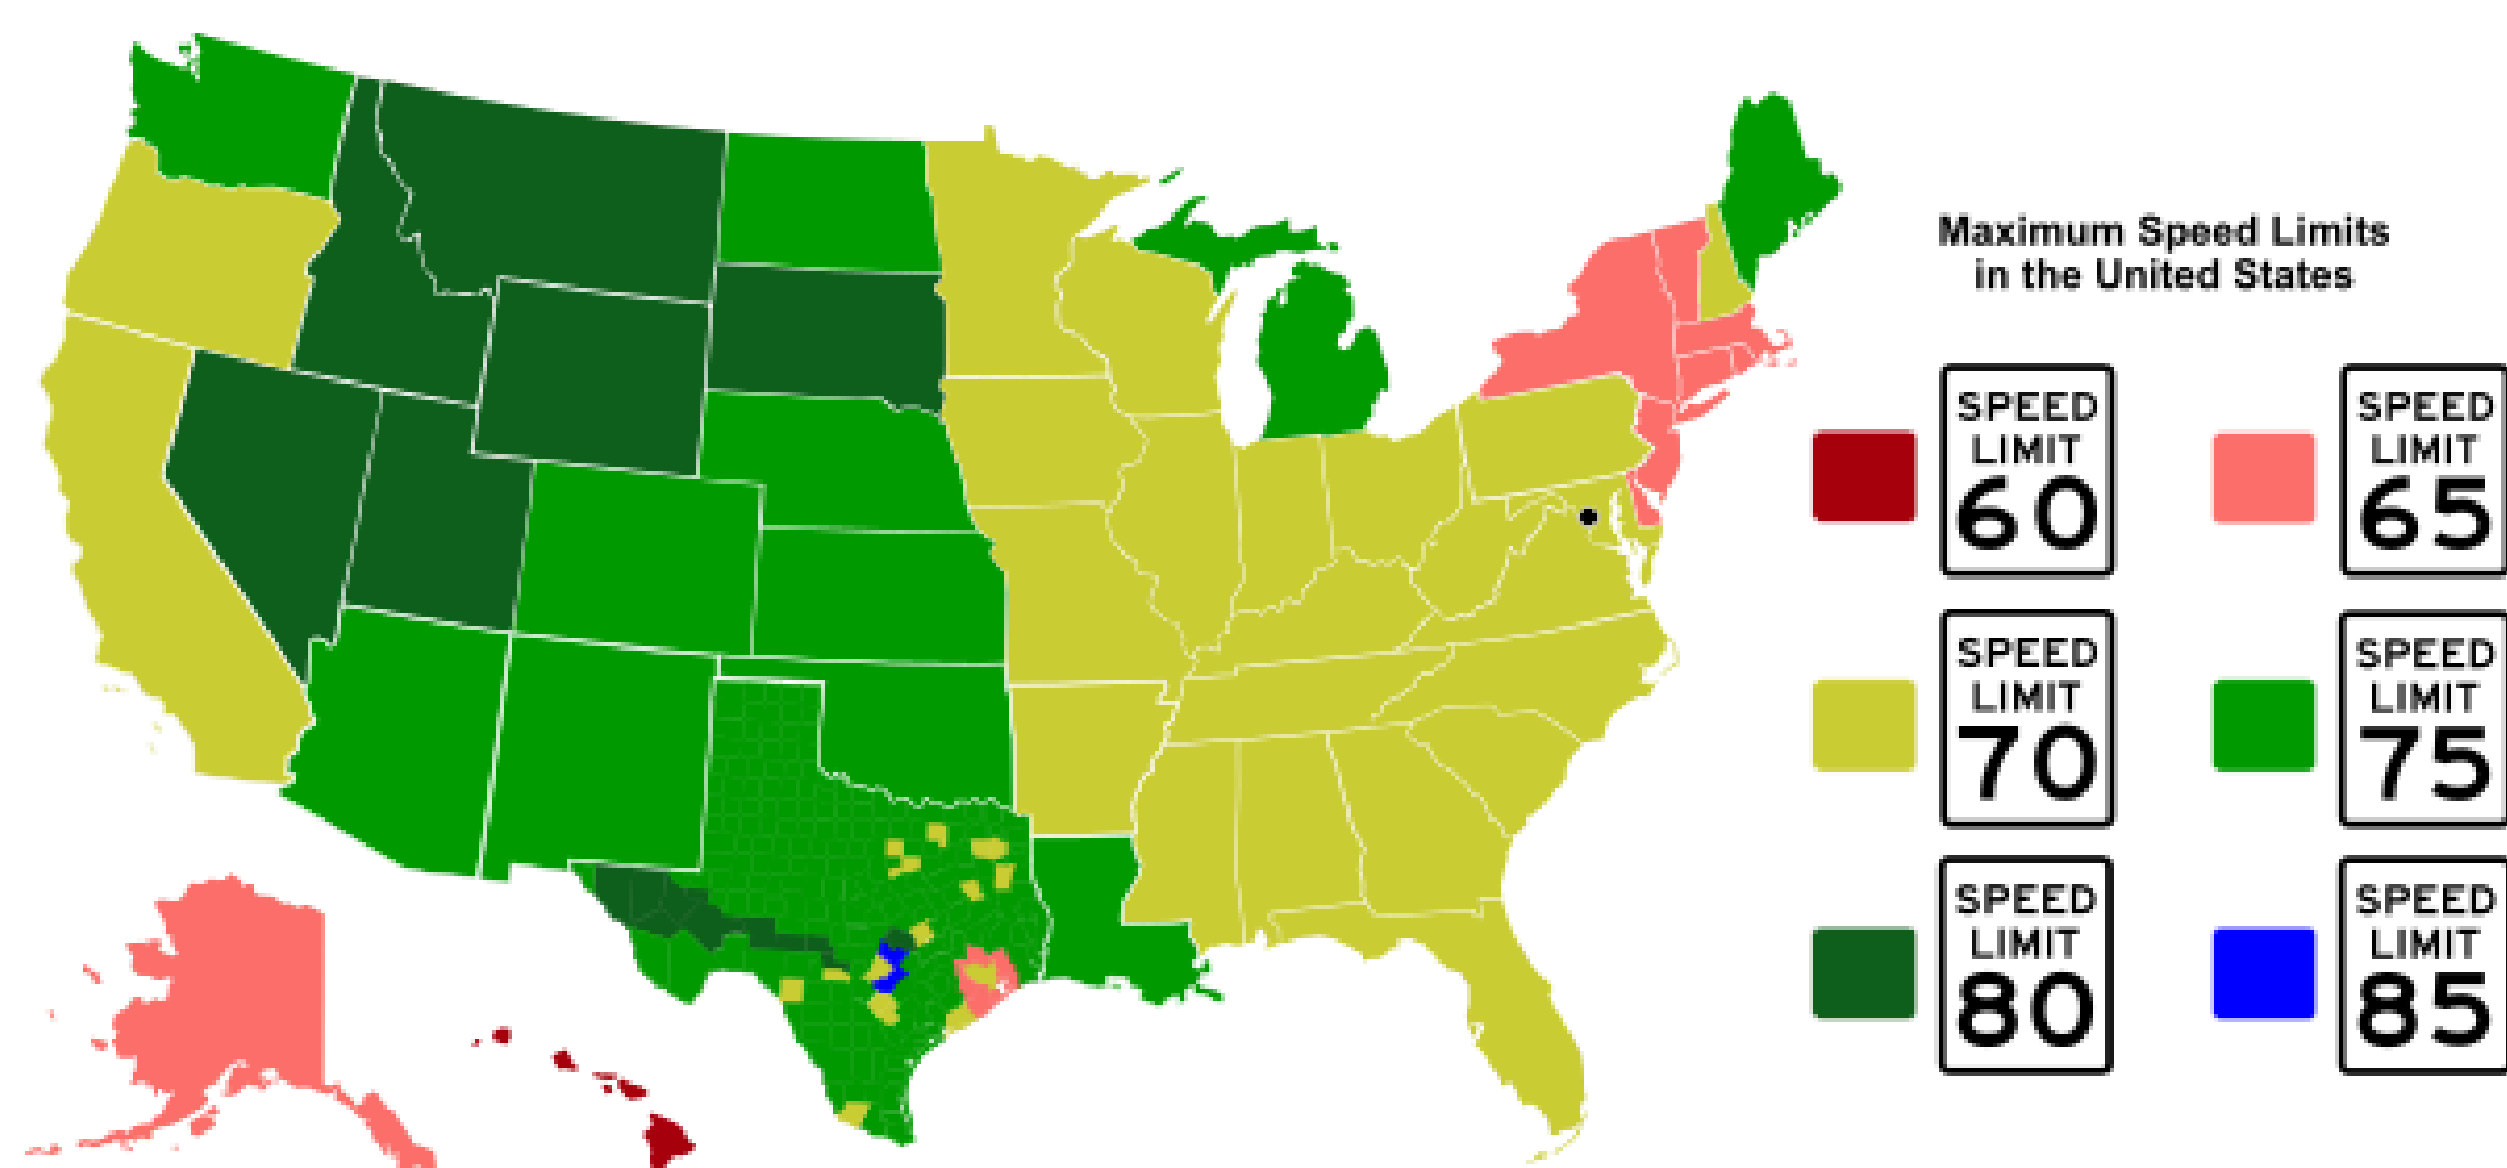 Maximum Speed Limits
in the United States
SPEED
LIMIT
60
SPEED
LIMIT
65
SPEED
LIMIT
70
SPEED
LIMIT
75
SPEED
LIMIT
80
SPEED
LIMIT
85